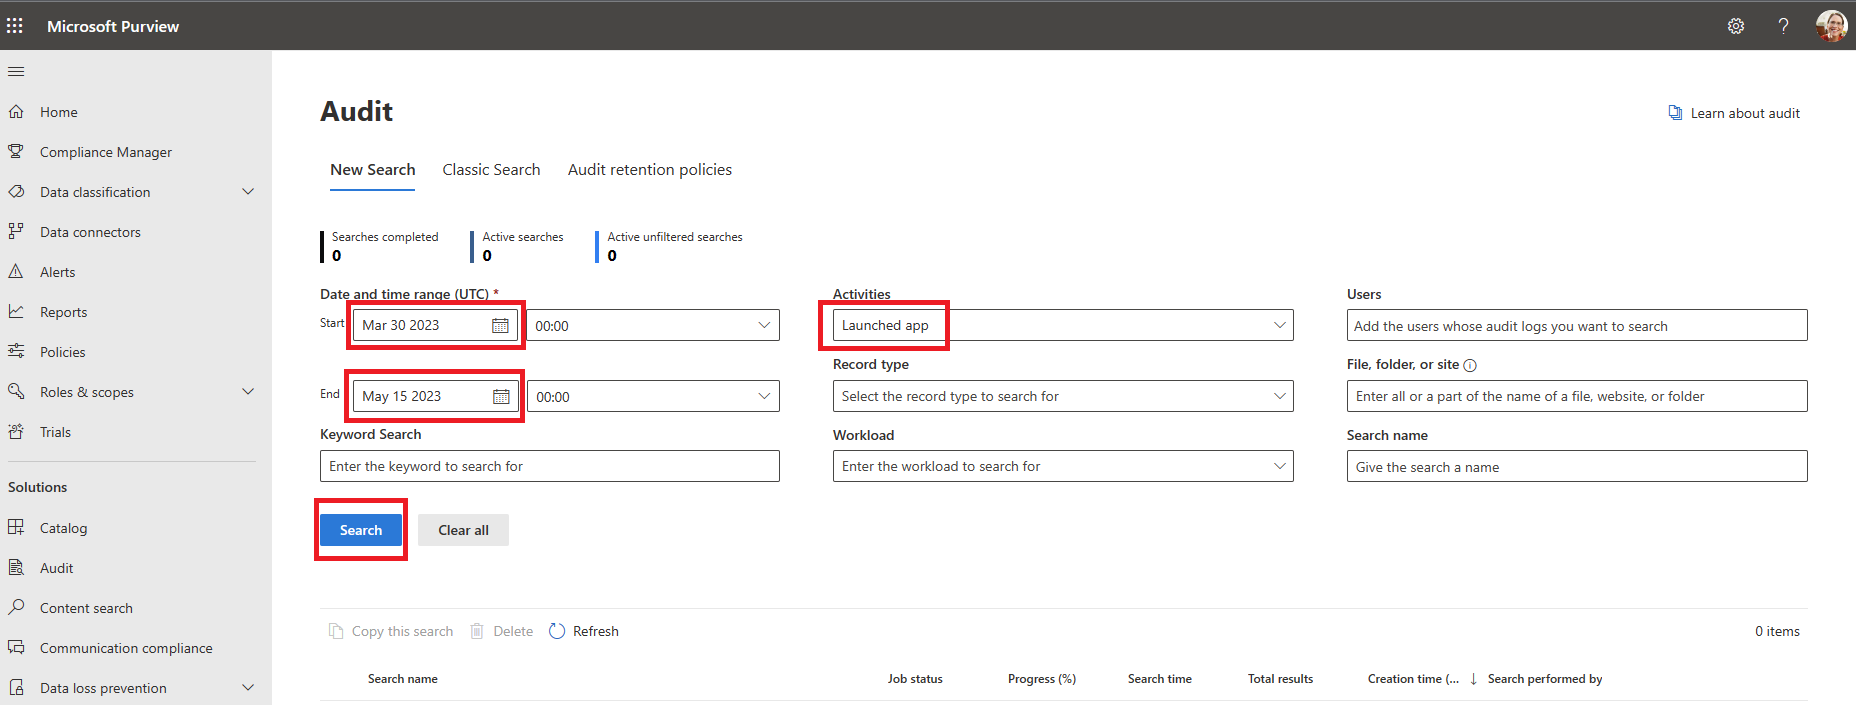 Microsoft Purview
?
Home
Compliance Manager
Data classification
Data connectors
Alerts
Reports
Policies
Roles & scopes
Trials
Solutions
Catalog
Audit
Content search
Communication compliance
Data loss prevention
Audit
Learn about audit
New Search Classic Search Audit retention policies
Searches completed
0
Active searches
0
Active unfiltered searches
0
Date and time range (UTC) *
Start Mar 30 2023 00:00
End May 15 2023 00:00
Keyword Search
Enter the keyword to search for
Activities
Launched app
Record type
Select the record type to search for
Workload
Enter the workload to search for
Users
Add the users whose audit logs you want to search
File, folder, or site
Enter all or a part of the name of a file, website, or folder
Search name
Give the search a name
Search Clear all
Copy this search Delete Refresh 0 items
Search name Job status Progress (%) Search time Total results Creation time (... ↓ Search performed by